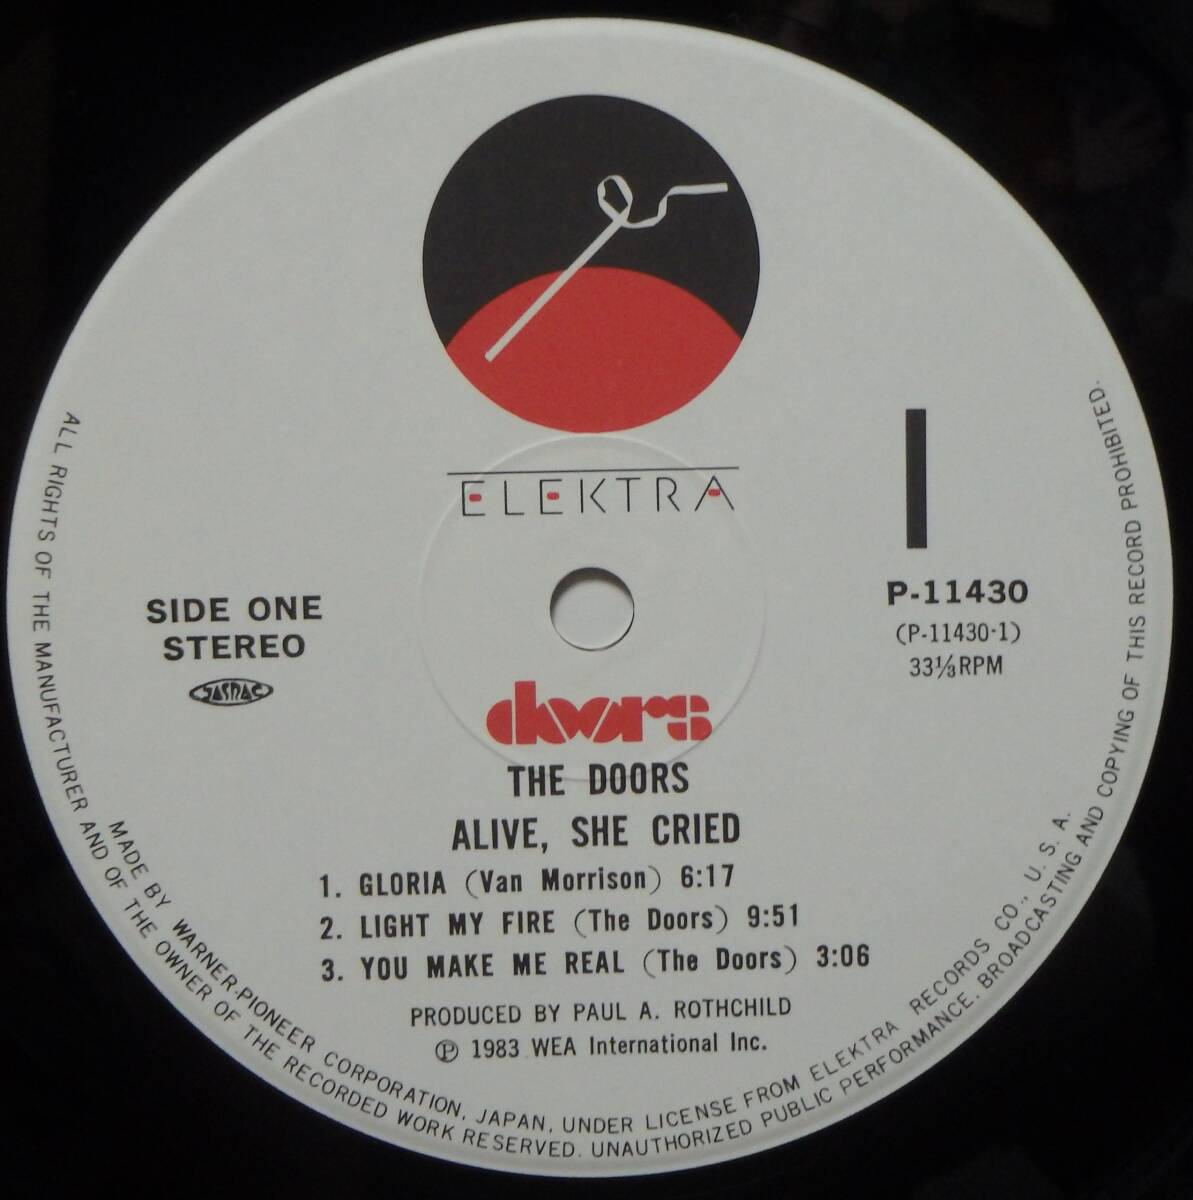 ELEKTRA
SIDE ONE
STEREO
JASRAC
I
P-11430
(P-11430-1)
33⅓RPM
doors
THE DOORS
ALIVE, SHE CRIED
1. GLORIA (Van Morrison) 6:17
2. LIGHT MY FIRE (The Doors) 9:51
3. YOU MAKE ME REAL (The Doors) 3:06
PRODUCED BY PAUL A. ROTHCHILD
Ⓟ 1983 WEA International Inc.
MADE BY WARNER-PIONEER CORPORATION, JAPAN, UNDER LICENSE FROM ELEKTRA RECORDS CO., U. S. A.
ALL RIGHTS OF THE MANUFACTURER AND OF THE OWNER OF THE RECORDED WORK RESERVED. UNAUTHORIZED PUBLIC PERFORMANCE. BROADCASTING AND COPYING OF THIS RECORD PROHIBITED.